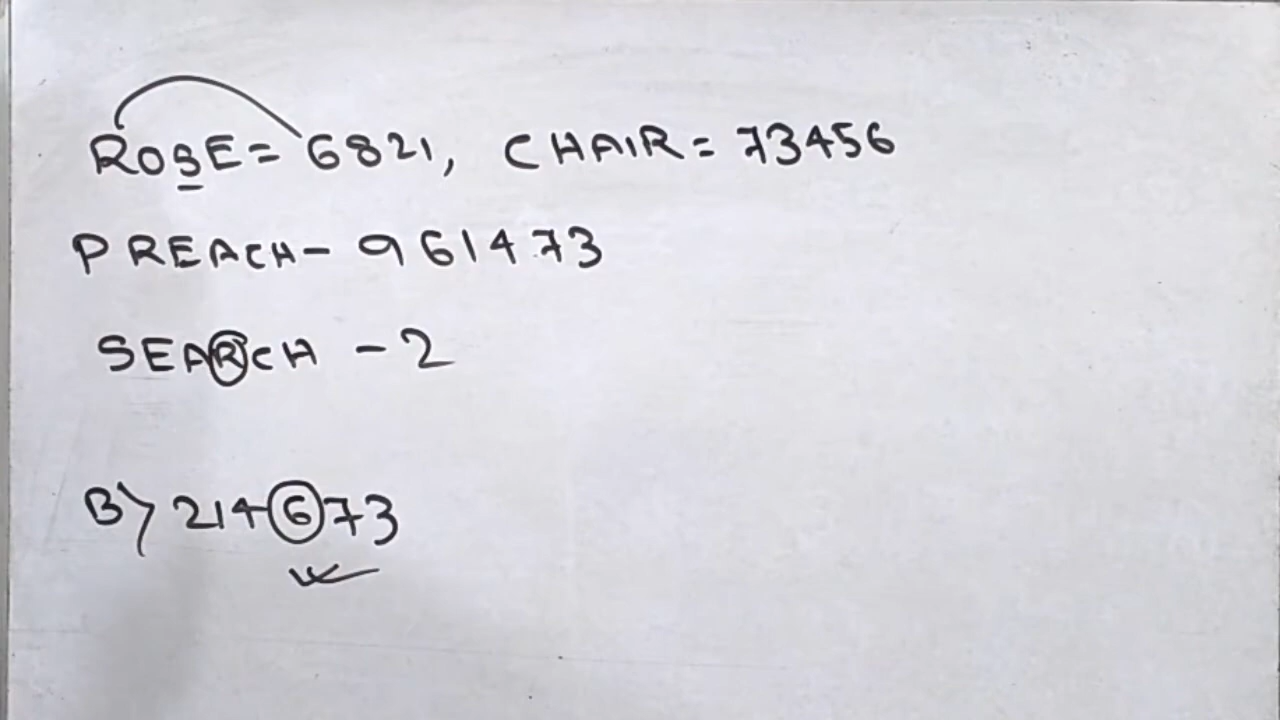 ROSE = 6821, CHAIR = 73456
PREACH - 961473
SEARCH - 2
B) 214673